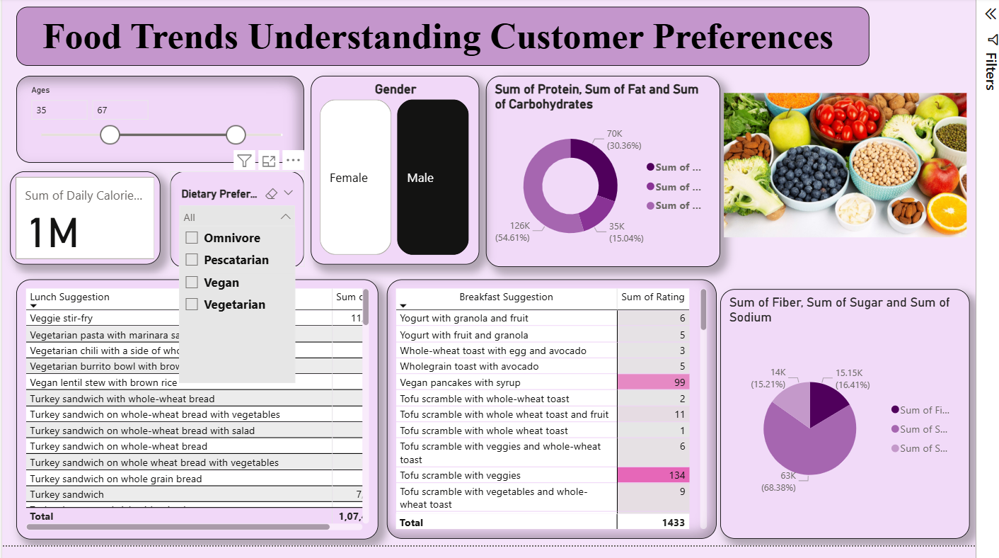 Food Trends Understanding Customer Preferences
Filters
Ages
35
67
Sum of Daily Calorie...
1M
Dietary Prefer...
All
Omnivore
Pescatarian
Vegan
Vegetarian
Gender
Female
Male
Sum of Protein, Sum of Fat and Sum
of Carbohydrates
70K
(30.36%)
35K
(15.04%)
126K
(54.61%)
Sum of ...
Sum of ...
Sum of ...
Lunch Suggestion
Sum
Veggie stir-fry 11,
Vegetarian pasta with marinara
Vegetarian chili with a side of
Vegetarian burrito bowl with
Vegan lentil stew with brown rice
Turkey sandwich with whole-wheat bread
Turkey sandwich on whole-wheat bread with vegetables
Turkey sandwich on whole-wheat bread with salad
Turkey sandwich on whole-wheat bread
Turkey sandwich on whole wheat bread with vegetables
Turkey sandwich on whole grain bread
Turkey sandwich 7,
Total 1,07,
Breakfast Suggestion Sum of Rating
Yogurt with granola and fruit 6
Yogurt with fruit and granola 5
Whole-wheat toast with egg and avocado 3
Wholegrain toast with avocado 5
Vegan pancakes with syrup 99
Tofu scramble with whole-wheat toast 2
Tofu scramble with whole wheat toast and fruit 11
Tofu scramble with whole wheat toast 1
Tofu scramble with veggies and whole-wheat 6
toast
Tofu scramble with veggies 134
Tofu scramble with vegetables and whole- 9
wheat toast
Total 1433
Sum of Fiber, Sum of Sugar and Sum of
Sodium
14K
(15.21%)
15.15K
(16.41%)
63K
(68.38%)
Sum of Fi...
Sum of S...
Sum of S...